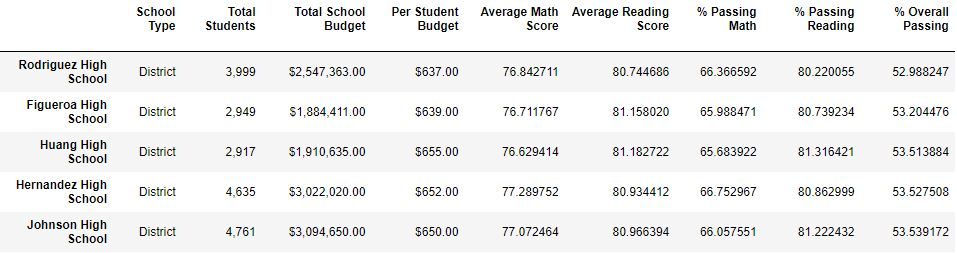 School Type Total Students Total School Budget Per Student Budget Average Math Score Average Reading Score % Passing Math % Passing Reading % Overall Passing
Rodriguez High School District 3,999 $2,547,363.00 $637.00 76.842711 80.744686 66.366592 80.220055 52.988247
Figueroa High School District 2,949 $1,884,411.00 $639.00 76.711767 81.158020 65.988471 80.739234 53.204476
Huang High School District 2,917 $1,910,635.00 $655.00 76.629414 81.182722 65.683922 81.316421 53.513884
Hernandez High School District 4,635 $3,022,020.00 $652.00 77.289752 80.934412 66.752967 80.862999 53.527508
Johnson High School District 4,761 $3,094,650.00 $650.00 77.072464 80.966394 66.057551 81.222432 53.539172